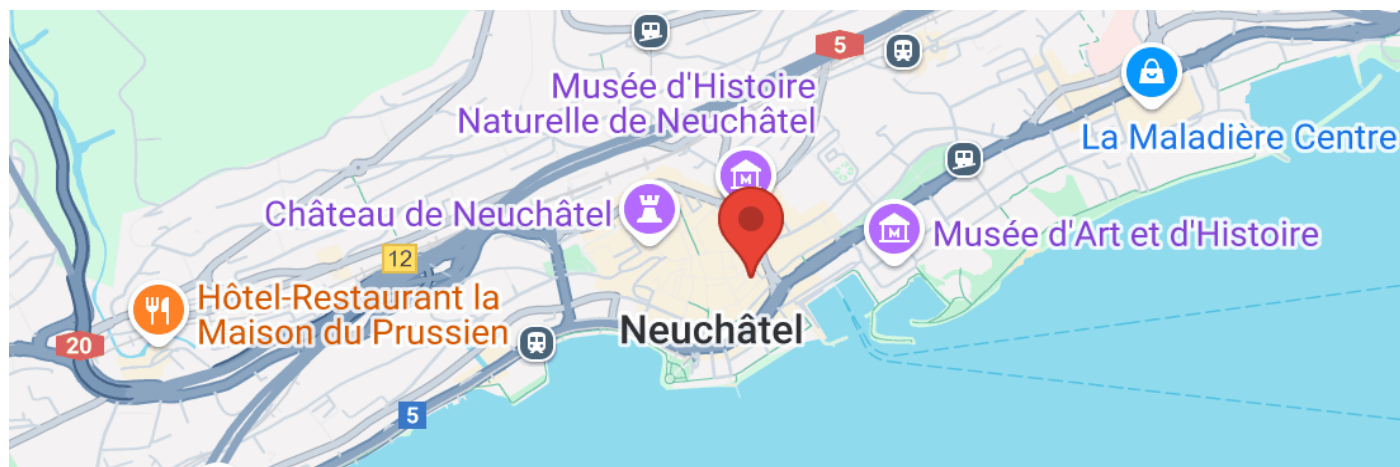 5
Musée d'Histoire
Naturelle de Neuchâtel
La Maladière Centre
Château de Neuchâtel
Musée d'Art et d'Histoire
12
Hôtel-Restaurant la
Maison du Prussien
20
Neuchâtel
5